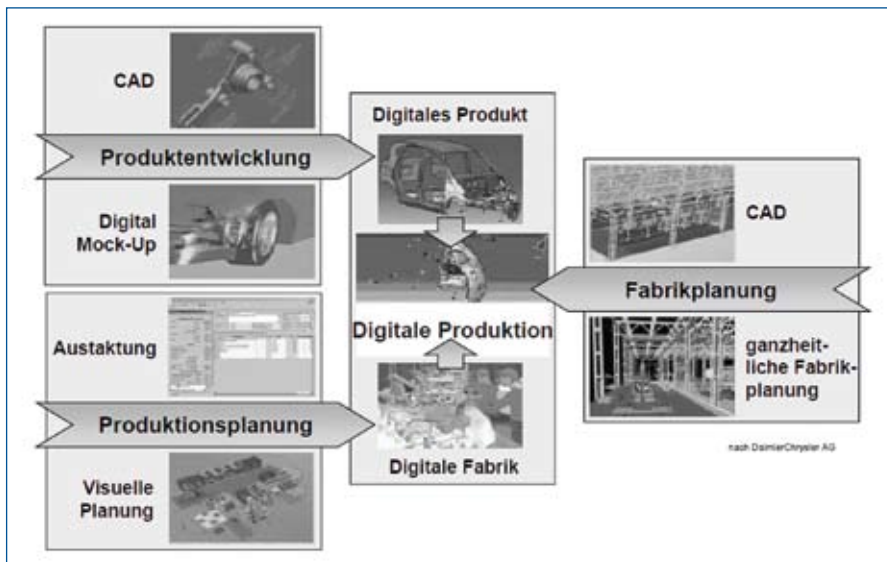 CAD
Produktentwicklung
Digital
Mock-Up
Austaktung
Produktionsplanung
Visuelle
Planung
Digitales Produkt
Digitale Produktion
Digitale Fabrik
CAD
Fabrikplanung
ganzheit-
liche Fabrik-
planung
nach DaimlerChrysler AG